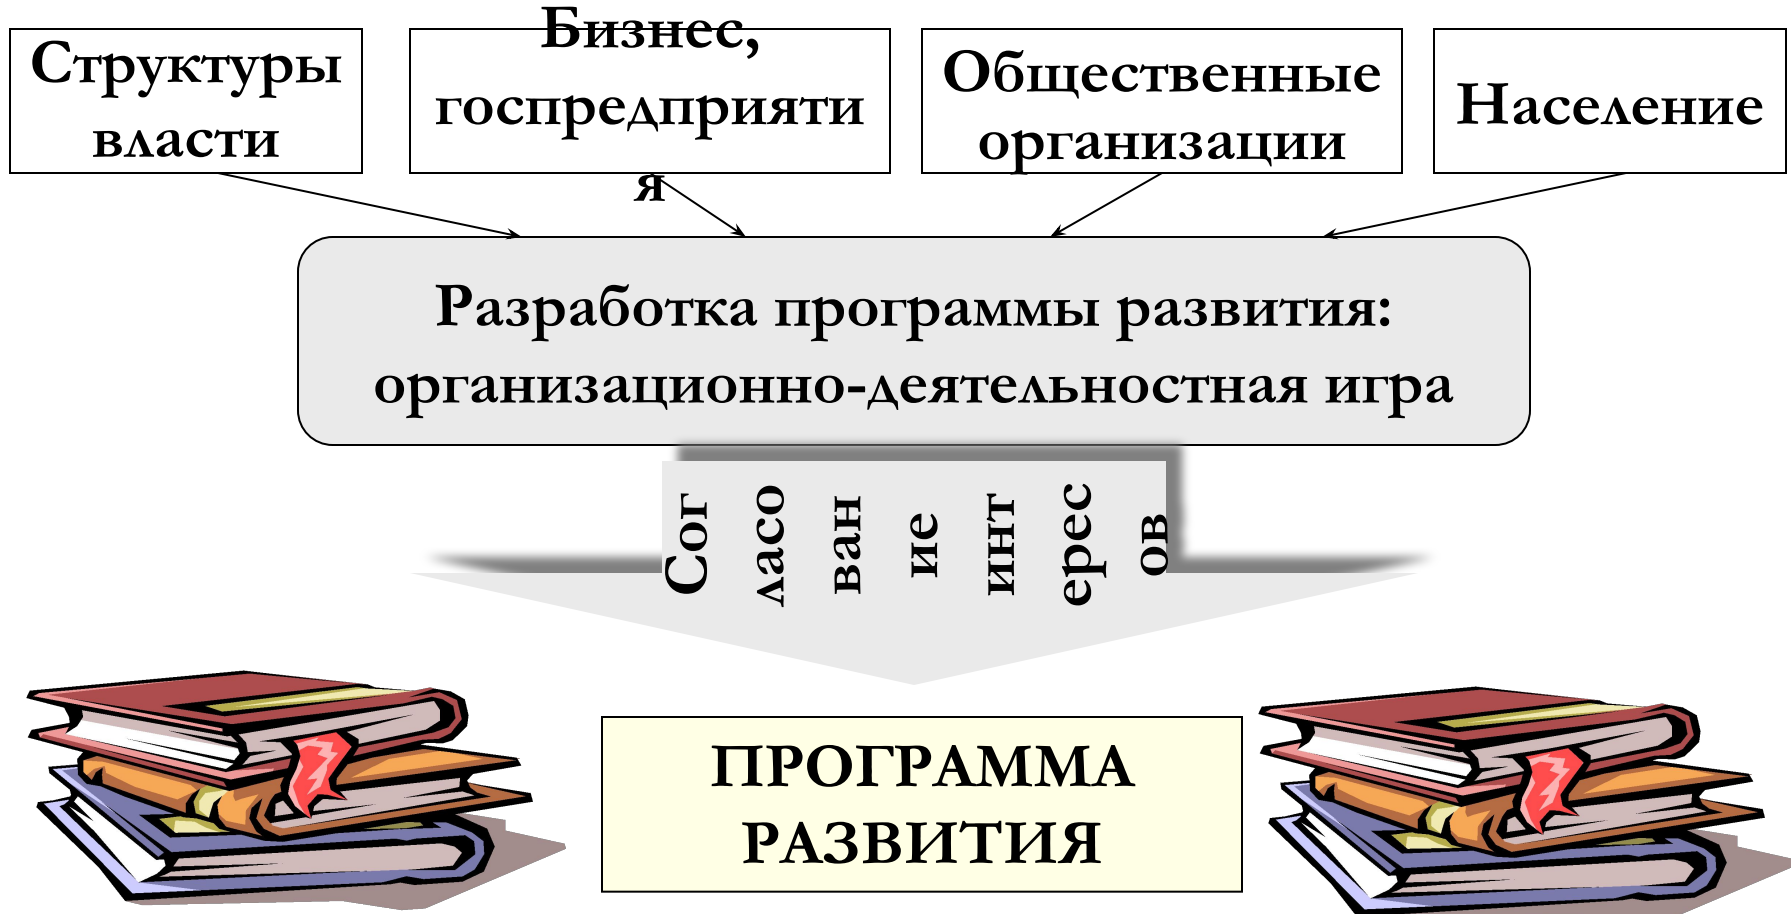 Структуры
власти
Бизнес,
госпредприяти
я
Общественные
организации
Население
Разработка программы развития:
организационно-деятельностная игра
Сог
ласо
ван
ие
инт
ерес
ов
ПРОГРАММА
РАЗВИТИЯ